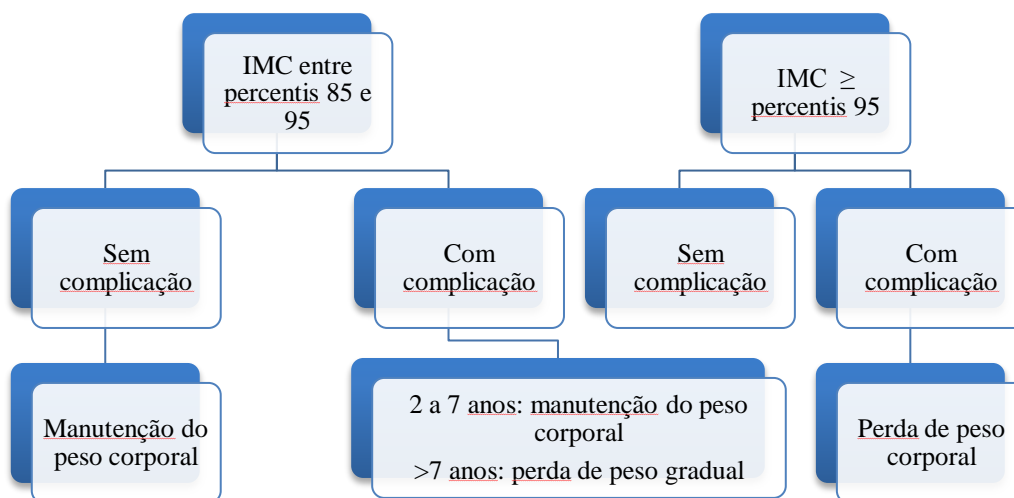 IMC entre
percentis 85 e
95
IMC ≥
percentis 95
Sem
complicação
Com
complicação
Sem
complicação
Com
complicação
Manutenção do
peso corporal
2 a 7 anos: manutenção do peso
corporal
>7 anos: perda de peso gradual
Perda de peso
corporal